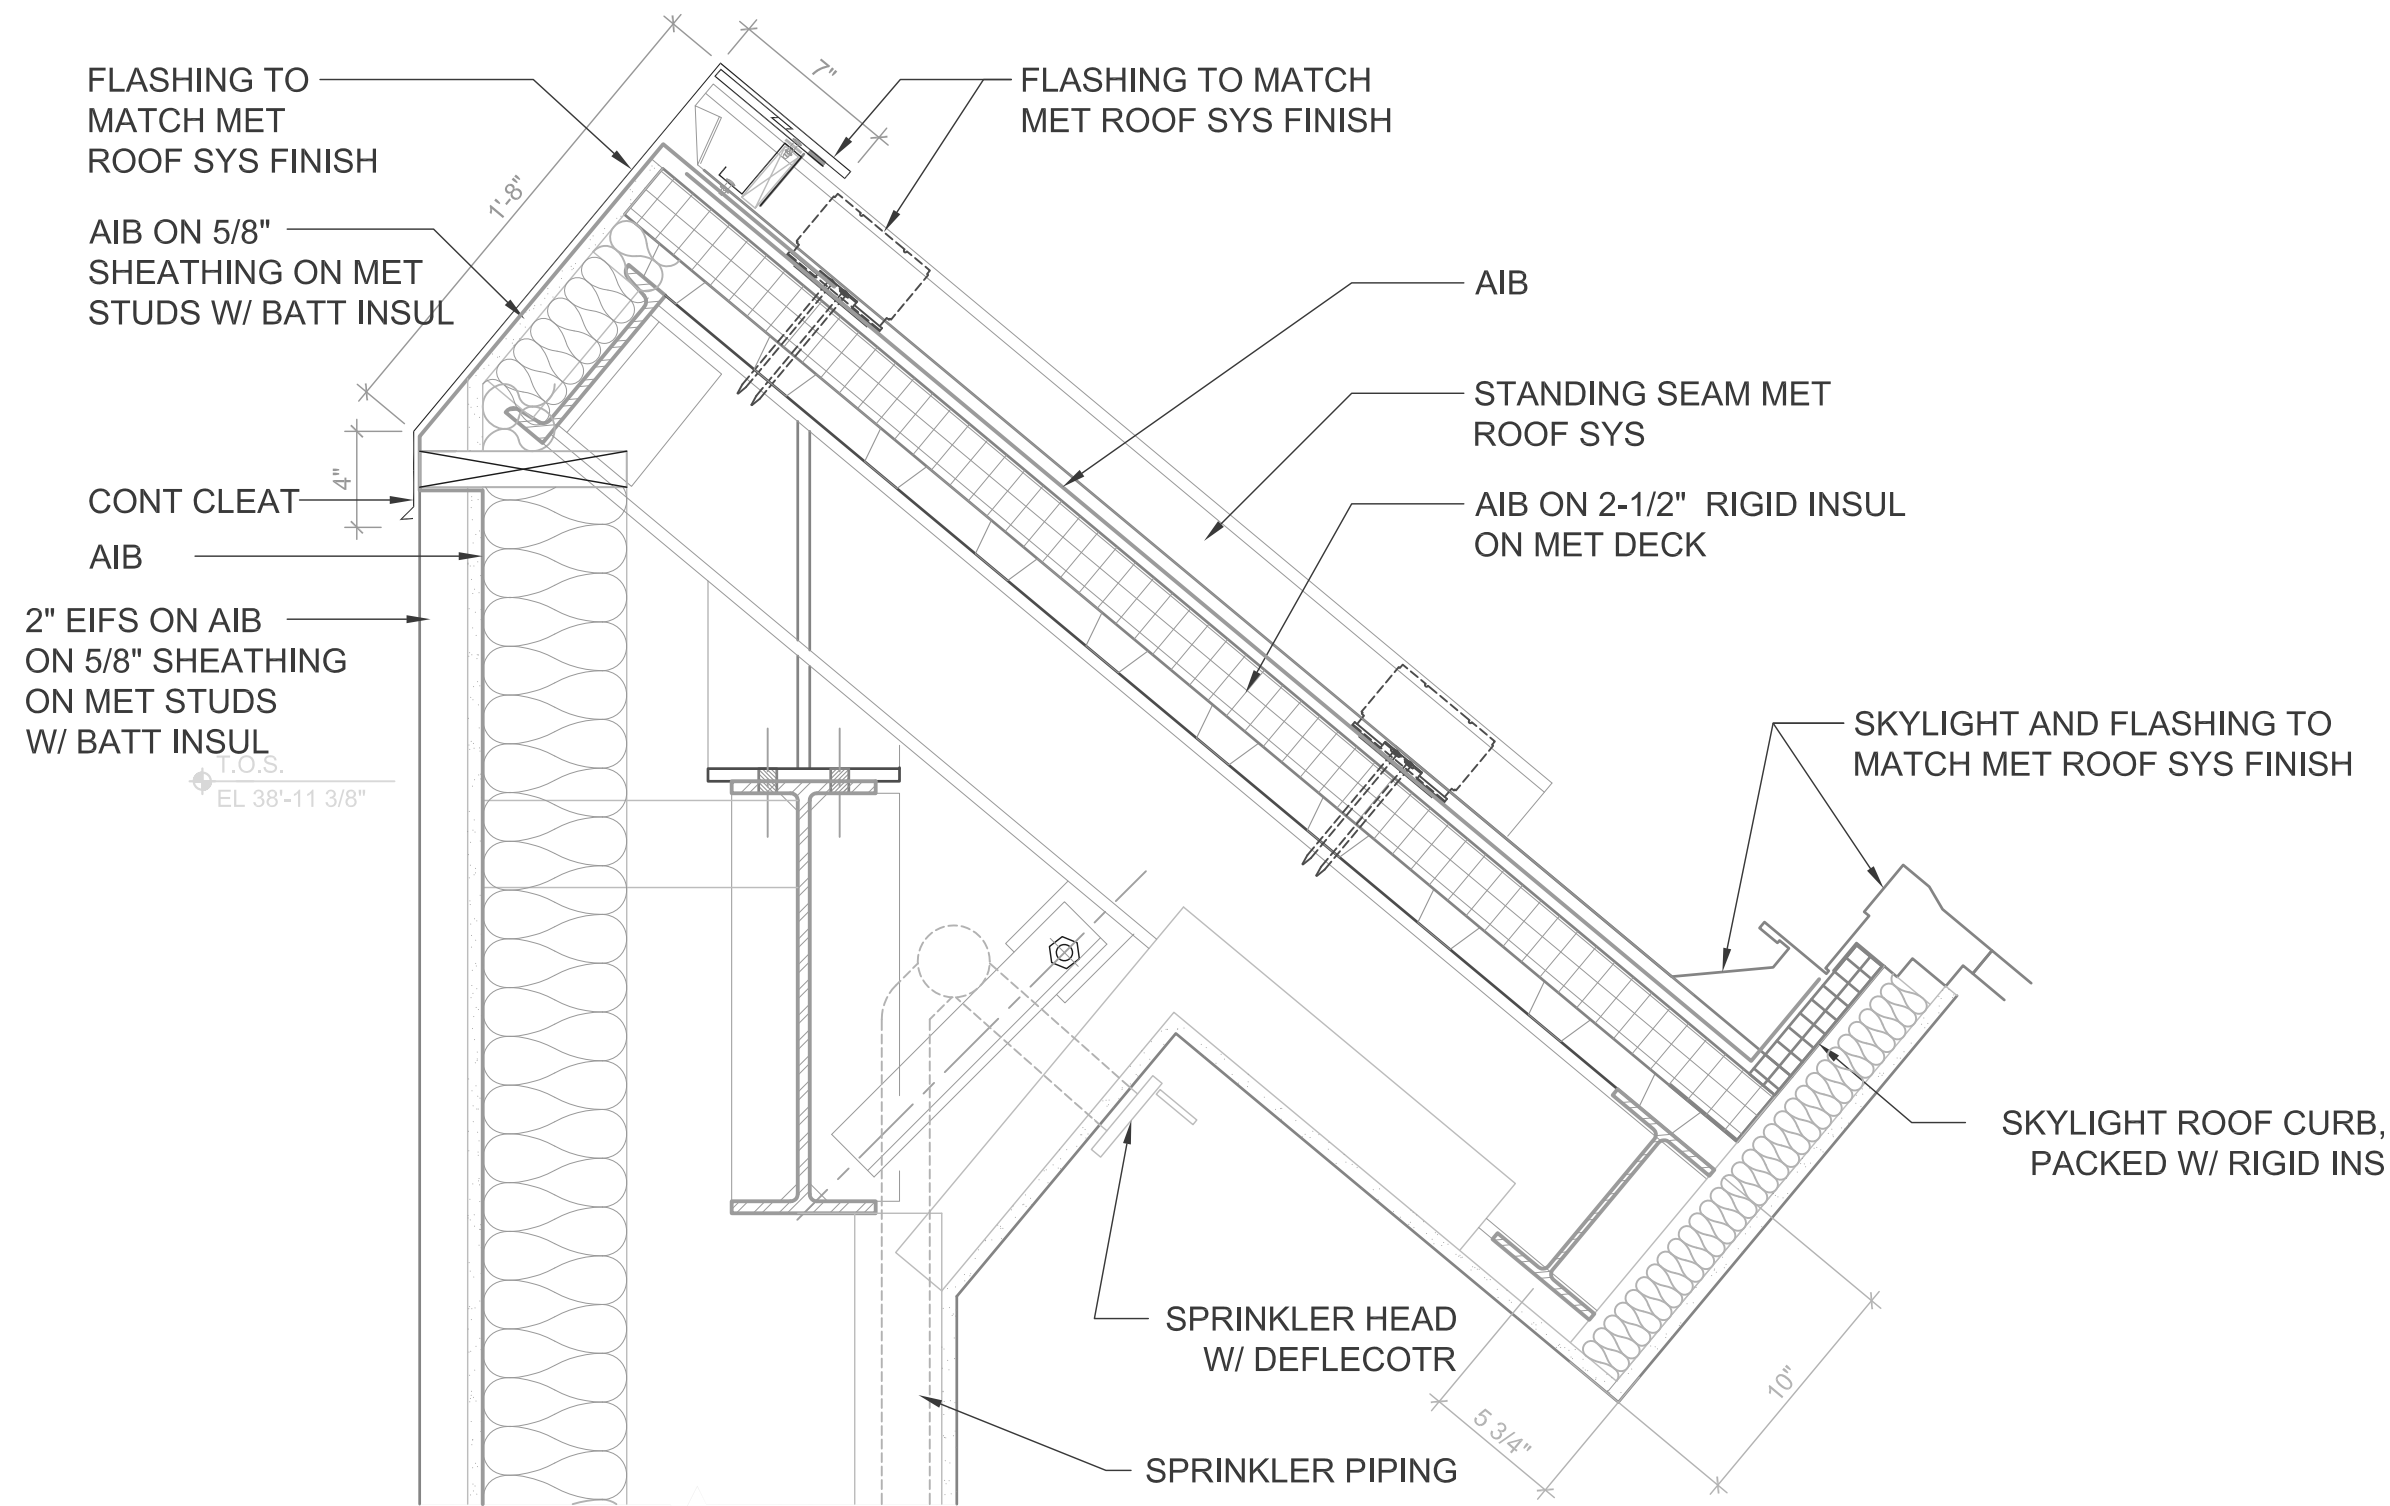 FLASHING TO
MATCH MET
ROOF SYS FINISH
7"
FLASHING TO MATCH
MET ROOF SYS FINISH
1'-8"
AIB ON 5/8"
SHEATHING ON MET
STUDS W/ BATT INSUL
AIB
STANDING SEAM MET
ROOF SYS
4"
CONT CLEAT
AIB ON 2-1/2" RIGID INSUL
ON MET DECK
AIB
2" EIFS ON AIB
ON 5/8" SHEATHING
ON MET STUDS
W/ BATT INSUL
T.O.S.
EL 38'-11 3/8"
SKYLIGHT AND FLASHING TO
MATCH MET ROOF SYS FINISH
SKYLIGHT ROOF CURB,
PACKED W/ RIGID INS
SPRINKLER HEAD
W/ DEFLECOTR
10"
5 3/4"
SPRINKLER PIPING